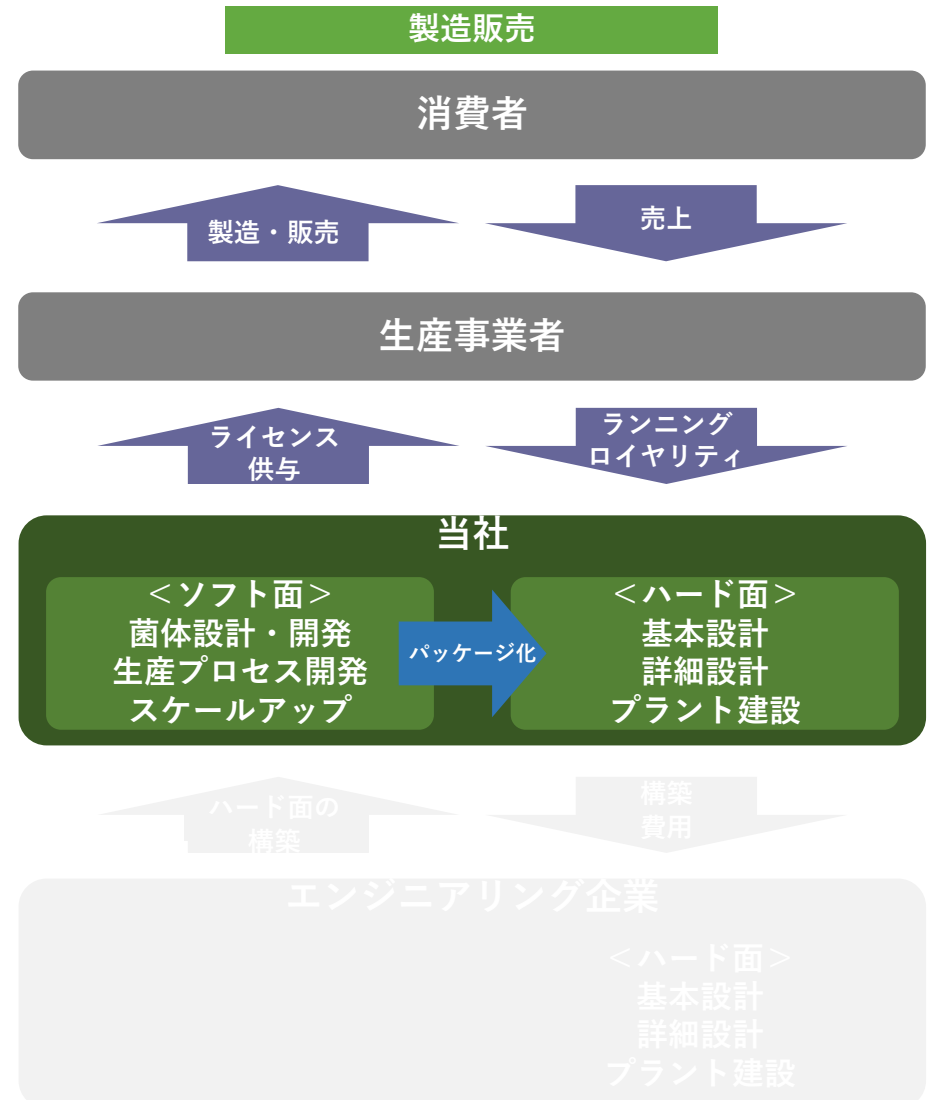 製造販売
消費者
製造・販売
売上
生産事業者
ライセンス
供与
ランニング
ロイヤリティ
当社
＜ソフト面＞
菌体設計・開発
生産プロセス開発
スケールアップ
パッケージ化
＜ハード面＞
基本設計
詳細設計
プラント建設
ハード面の
構築
構築
費用
エンジニアリング企業
＜ハード面＞
基本設計
詳細設計
プラント建設